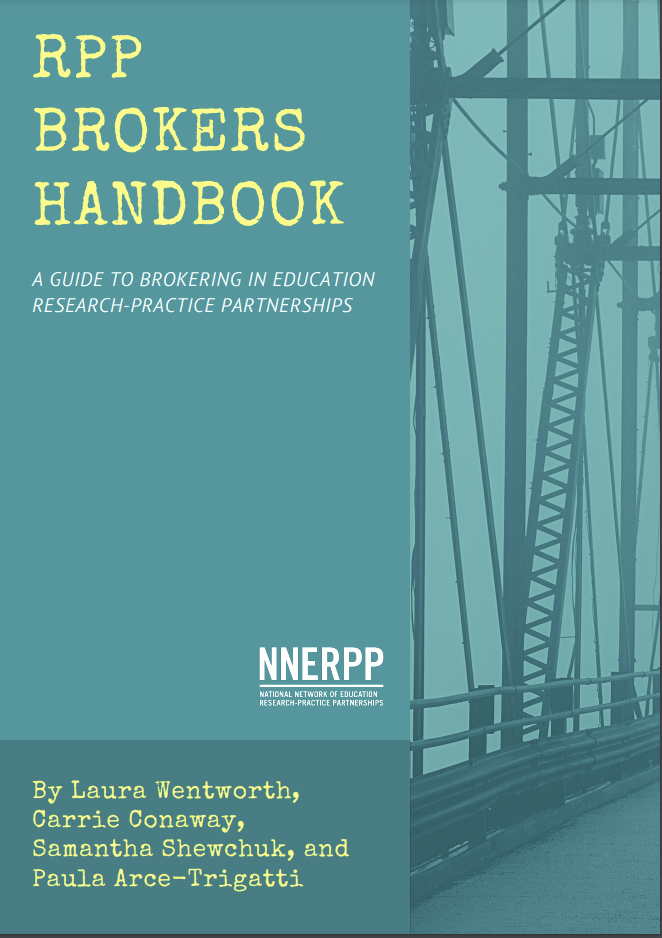 RPP
BROKERS
HANDBOOK
A GUIDE TO BROKERING IN EDUCATION
RESEARCH-PRACTICE PARTNERSHIPS
NNERPP
NATIONAL NETWORK OF EDUCATION
RESEARCH-PRACTICE PARTNERSHIPS
By Laura Wentworth,
Carrie Conaway,
Samantha Shewchuk, and
Paula Arce-Trigatti